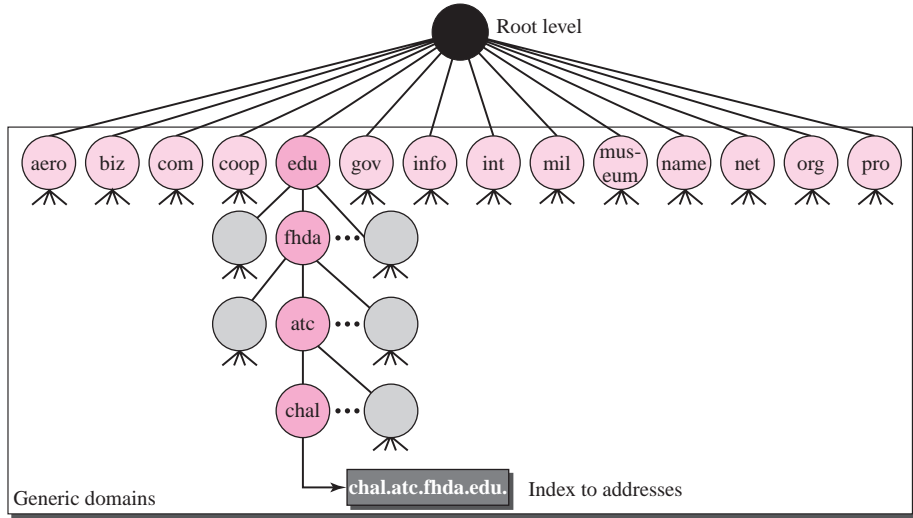 Root level
aero biz com coop edu gov info int mil mus-
eum name net org pro
fhda
atc
chal
chal.atc.fhda.edu. Index to addresses
Generic domains